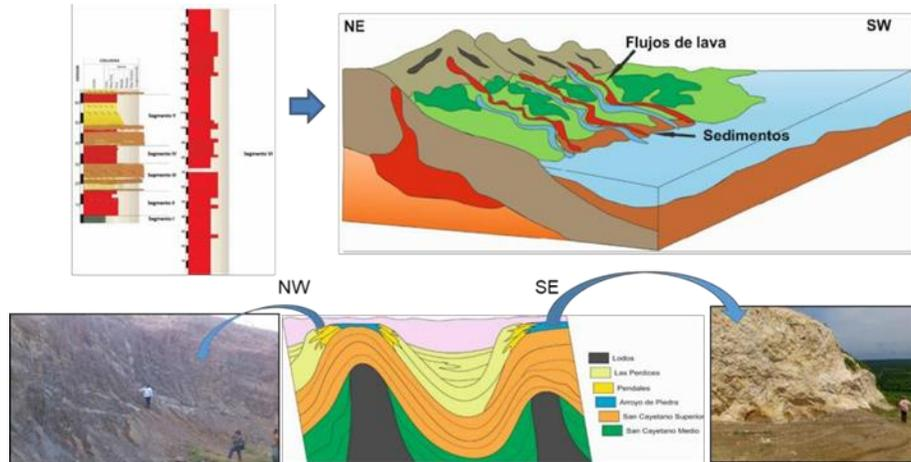 NE
SW
Flujos de lava
Sedimentos
Segmento V
Segmento IV
Segmento III
Segmento II
Segmento I
Segmento VI
NW
SE
Lodos
Las Perdices
Pendales
Arroyo de Piedra
San Cayetano Superior
San Cayetano Medio